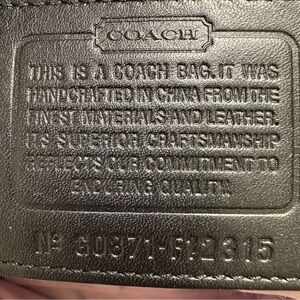 COACH
THIS IS A COACH BAG.IT WAS
HANDCRAFTED IN CHINA FROM THE
FINEST MATERIALS AND LEATHER.
ITS SUPERIOR CRAFTSMANSHIP
REFLECTS OUR COMMITMENT TO
ENDURING QUALITY.
Nº G0871-F12315